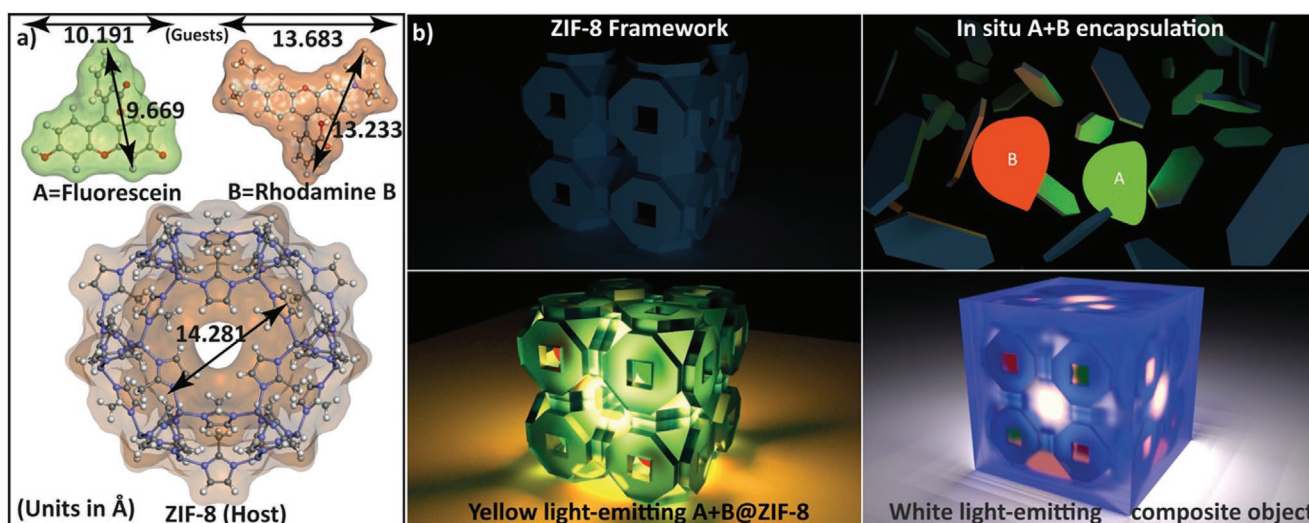 a)
10.191
(Guests)
13.683
9.669
13.233
A=Fluorescein
B=Rhodamine B
14.281
(Units in Å)
ZIF-8 (Host)
b)
ZIF-8 Framework
In situ A+B encapsulation
B
A
Yellow light-emitting A+B@ZIF-8
White light-emitting composite object